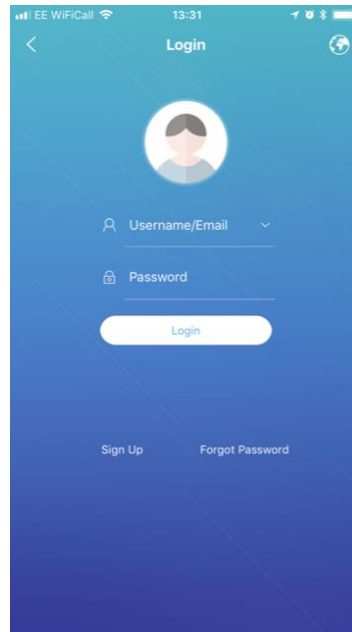 EE WiFiCall 13:31
Login
Username/Email
Password
Login
Sign Up Forgot Password